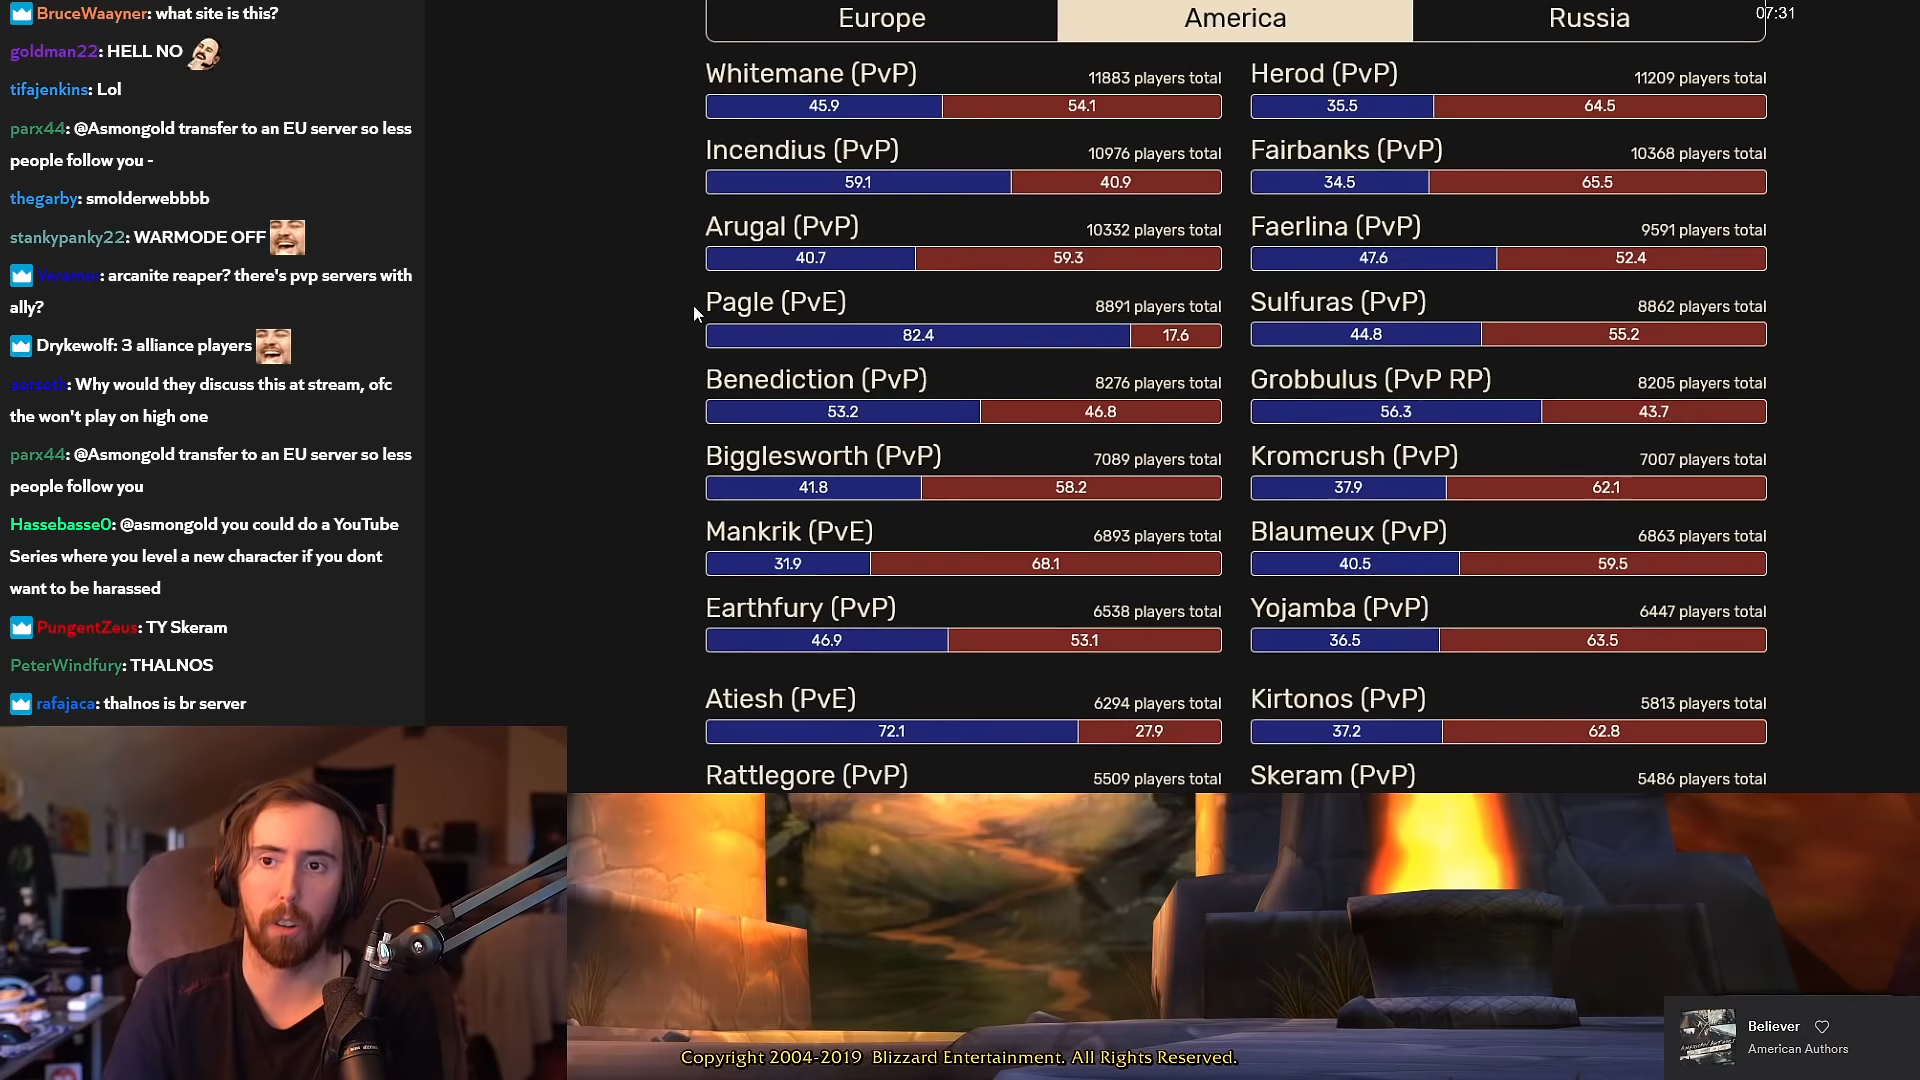 BruceWaayner: what site is this?
goldman22: HELL NO
tifajenkins: Lol
parx44: @Asmongold transfer to an EU server so less
people follow you -
thegarby: smolderwebbbb
stankypanky22: WARMODE OFF
: arcanite reaper? there's pvp servers with
ally?
Drykewolf: 3 alliance players
: Why would they discuss this at stream, ofc
the won't play on high one
parx44: @Asmongold transfer to an EU server so less
people follow you
Hassebasse0: @asmongold you could do a YouTube
Series where you level a new character if you dont
want to be harassed
PungentZeus: TY Skeram
PeterWindfury: THALNOS
rafajaca: thalnos is br server
Europe America Russia 07:31
Whitemane (PvP) 11883 players total
45.9 54.1
Herod (PvP) 11209 players total
35.5 64.5
Incendius (PvP) 10976 players total
59.1 40.9
Fairbanks (PvP) 10368 players total
34.5 65.5
Arugal (PvP) 10332 players total
40.7 59.3
Faerlina (PvP) 9591 players total
47.6 52.4
Pagle (PvE) 8891 players total
82.4 17.6
Sulfuras (PvP) 8862 players total
44.8 55.2
Benediction (PvP) 8276 players total
53.2 46.8
Grobbulus (PvP RP) 8205 players total
56.3 43.7
Bigglesworth (PvP) 7089 players total
41.8 58.2
Kromcrush (PvP) 7007 players total
37.9 62.1
Mankrik (PvE) 6893 players total
31.9 68.1
Blaumeux (PvP) 6863 players total
40.5 59.5
Earthfury (PvP) 6538 players total
46.9 53.1
Yojamba (PvP) 6447 players total
36.5 63.5
Atiesh (PvE) 6294 players total
72.1 27.9
Kirtonos (PvP) 5813 players total
37.2 62.8
Rattlegore (PvP) 5509 players total
Skeram (PvP) 5486 players total
Copyright 2004-2019 Blizzard Entertainment. All Rights Reserved.
Believer
American Authors